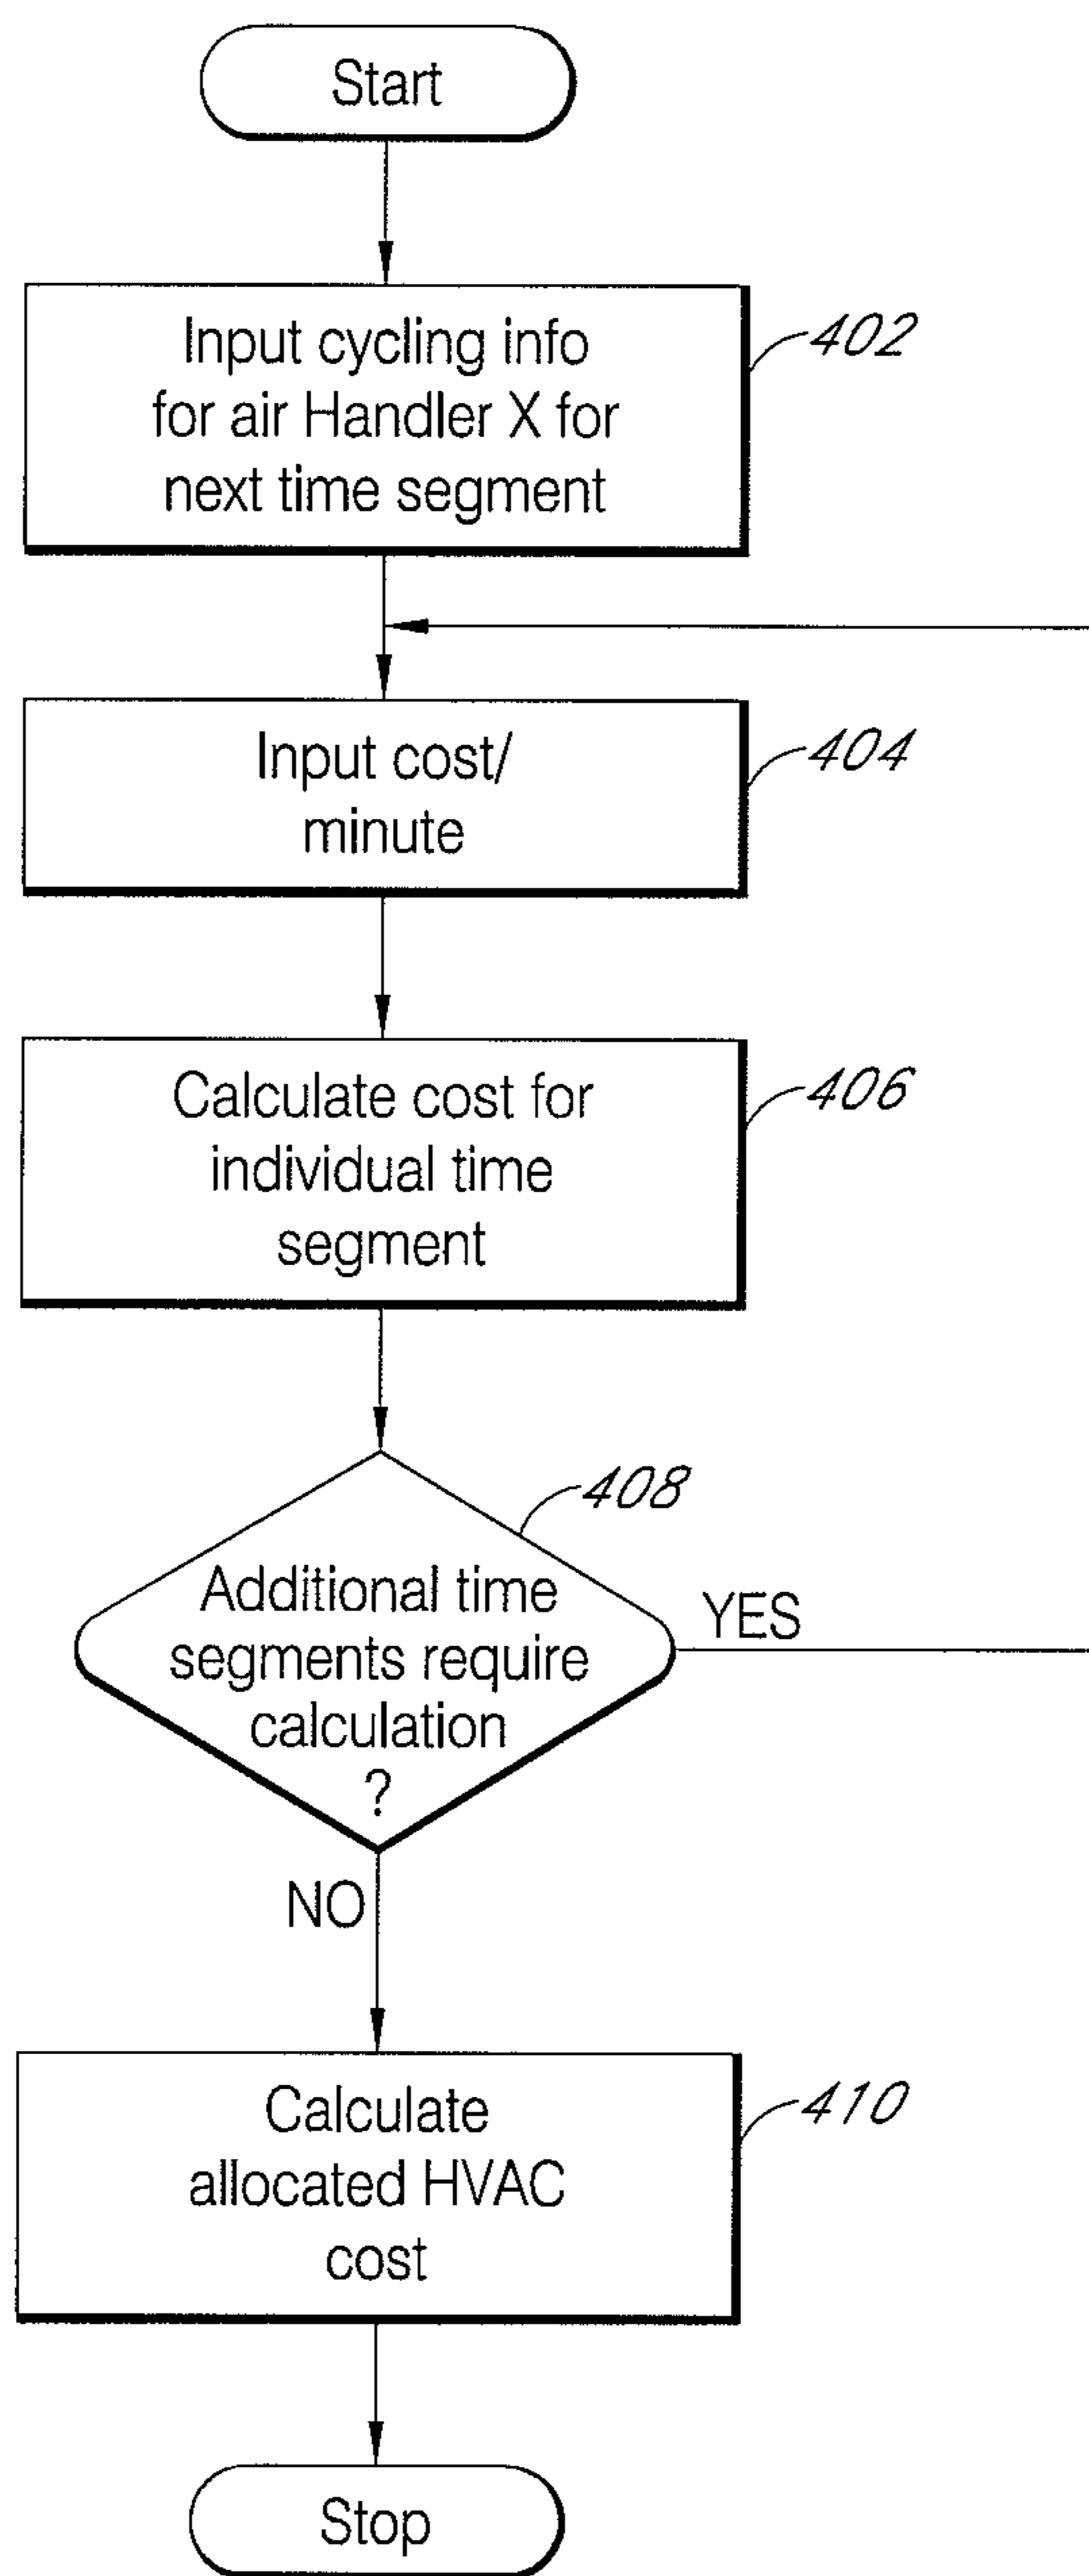 Start
Input cycling info
for air Handler X for
next time segment
402
Input cost/
minute
404
Calculate cost for
individual time
segment
406
408
Additional time
segments require
calculation
?
YES
NO
Calculate
allocated HVAC
cost
410
Stop